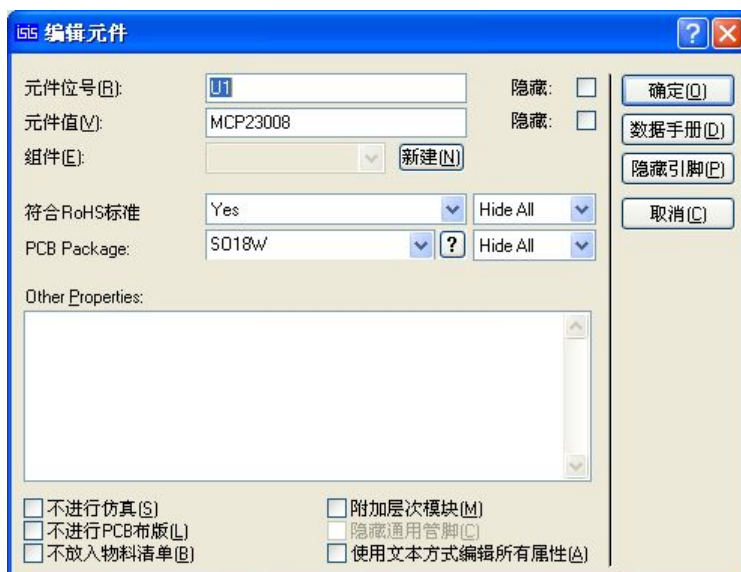 isis 编辑元件
元件位号(R): U1 隐藏: 确定(O)
元件值(V): MCP23008 隐藏: 数据手册(D)
组件(E): 新建(N) 隐藏引脚(P)
符合RoHS标准 Yes Hide All 取消(C)
PCB Package: SO18W ? Hide All
Other Properties:
不进行仿真(S) 附加层次模块(M)
不进行PCB布版(L) 隐藏通用管脚(C)
不放入物料清单(B) 使用文本方式编辑所有属性(A)